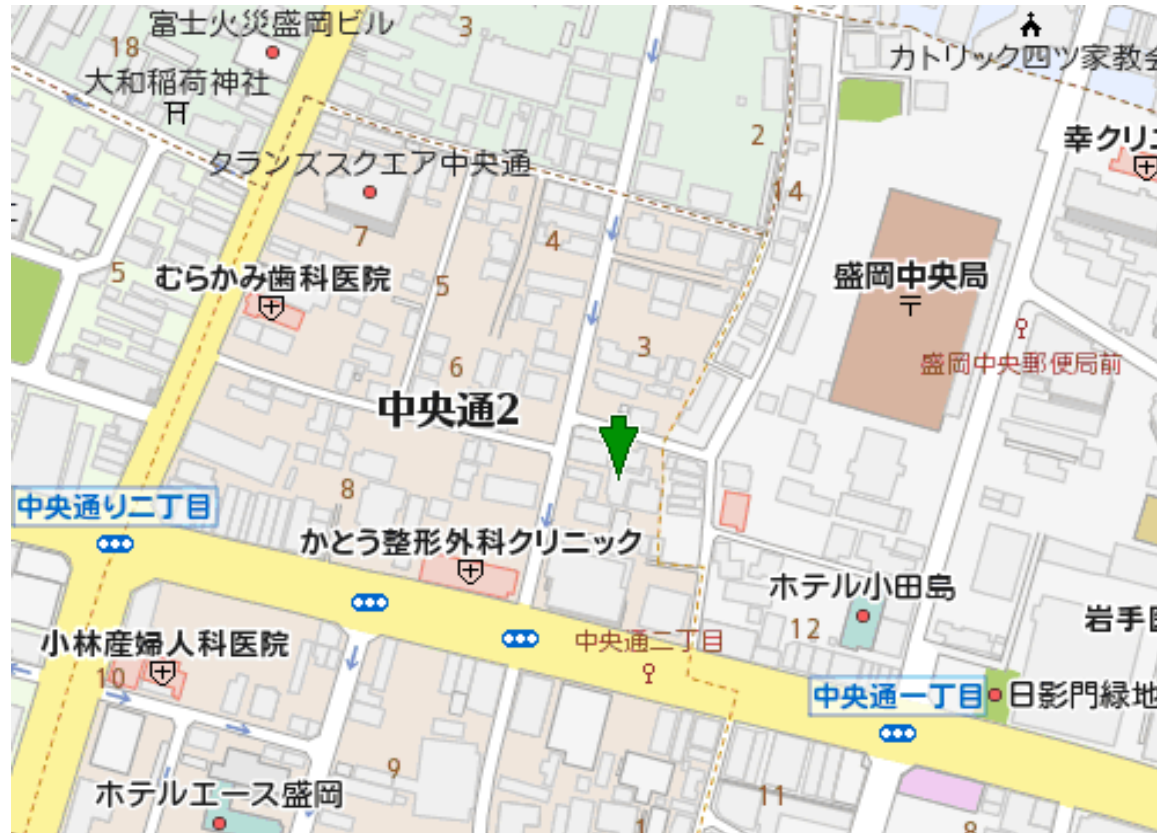 富士火災盛岡ビル
3
18
カトリック四ツ家教会
大和稲荷神社
2
幸クリニ
タランズスクエア中央通
14
7
4
5
むらかみ歯科医院
5
盛岡中央局
3
6
盛岡中央郵便局前
中央通2
8
中央通り二丁目
かとう整形外科クリニック
ホテル小田島
岩手医
12
中央通二丁目
小林産婦人科医院
10
中央通一丁目
日影門緑地
9
ホテルエース盛岡
11
1
8